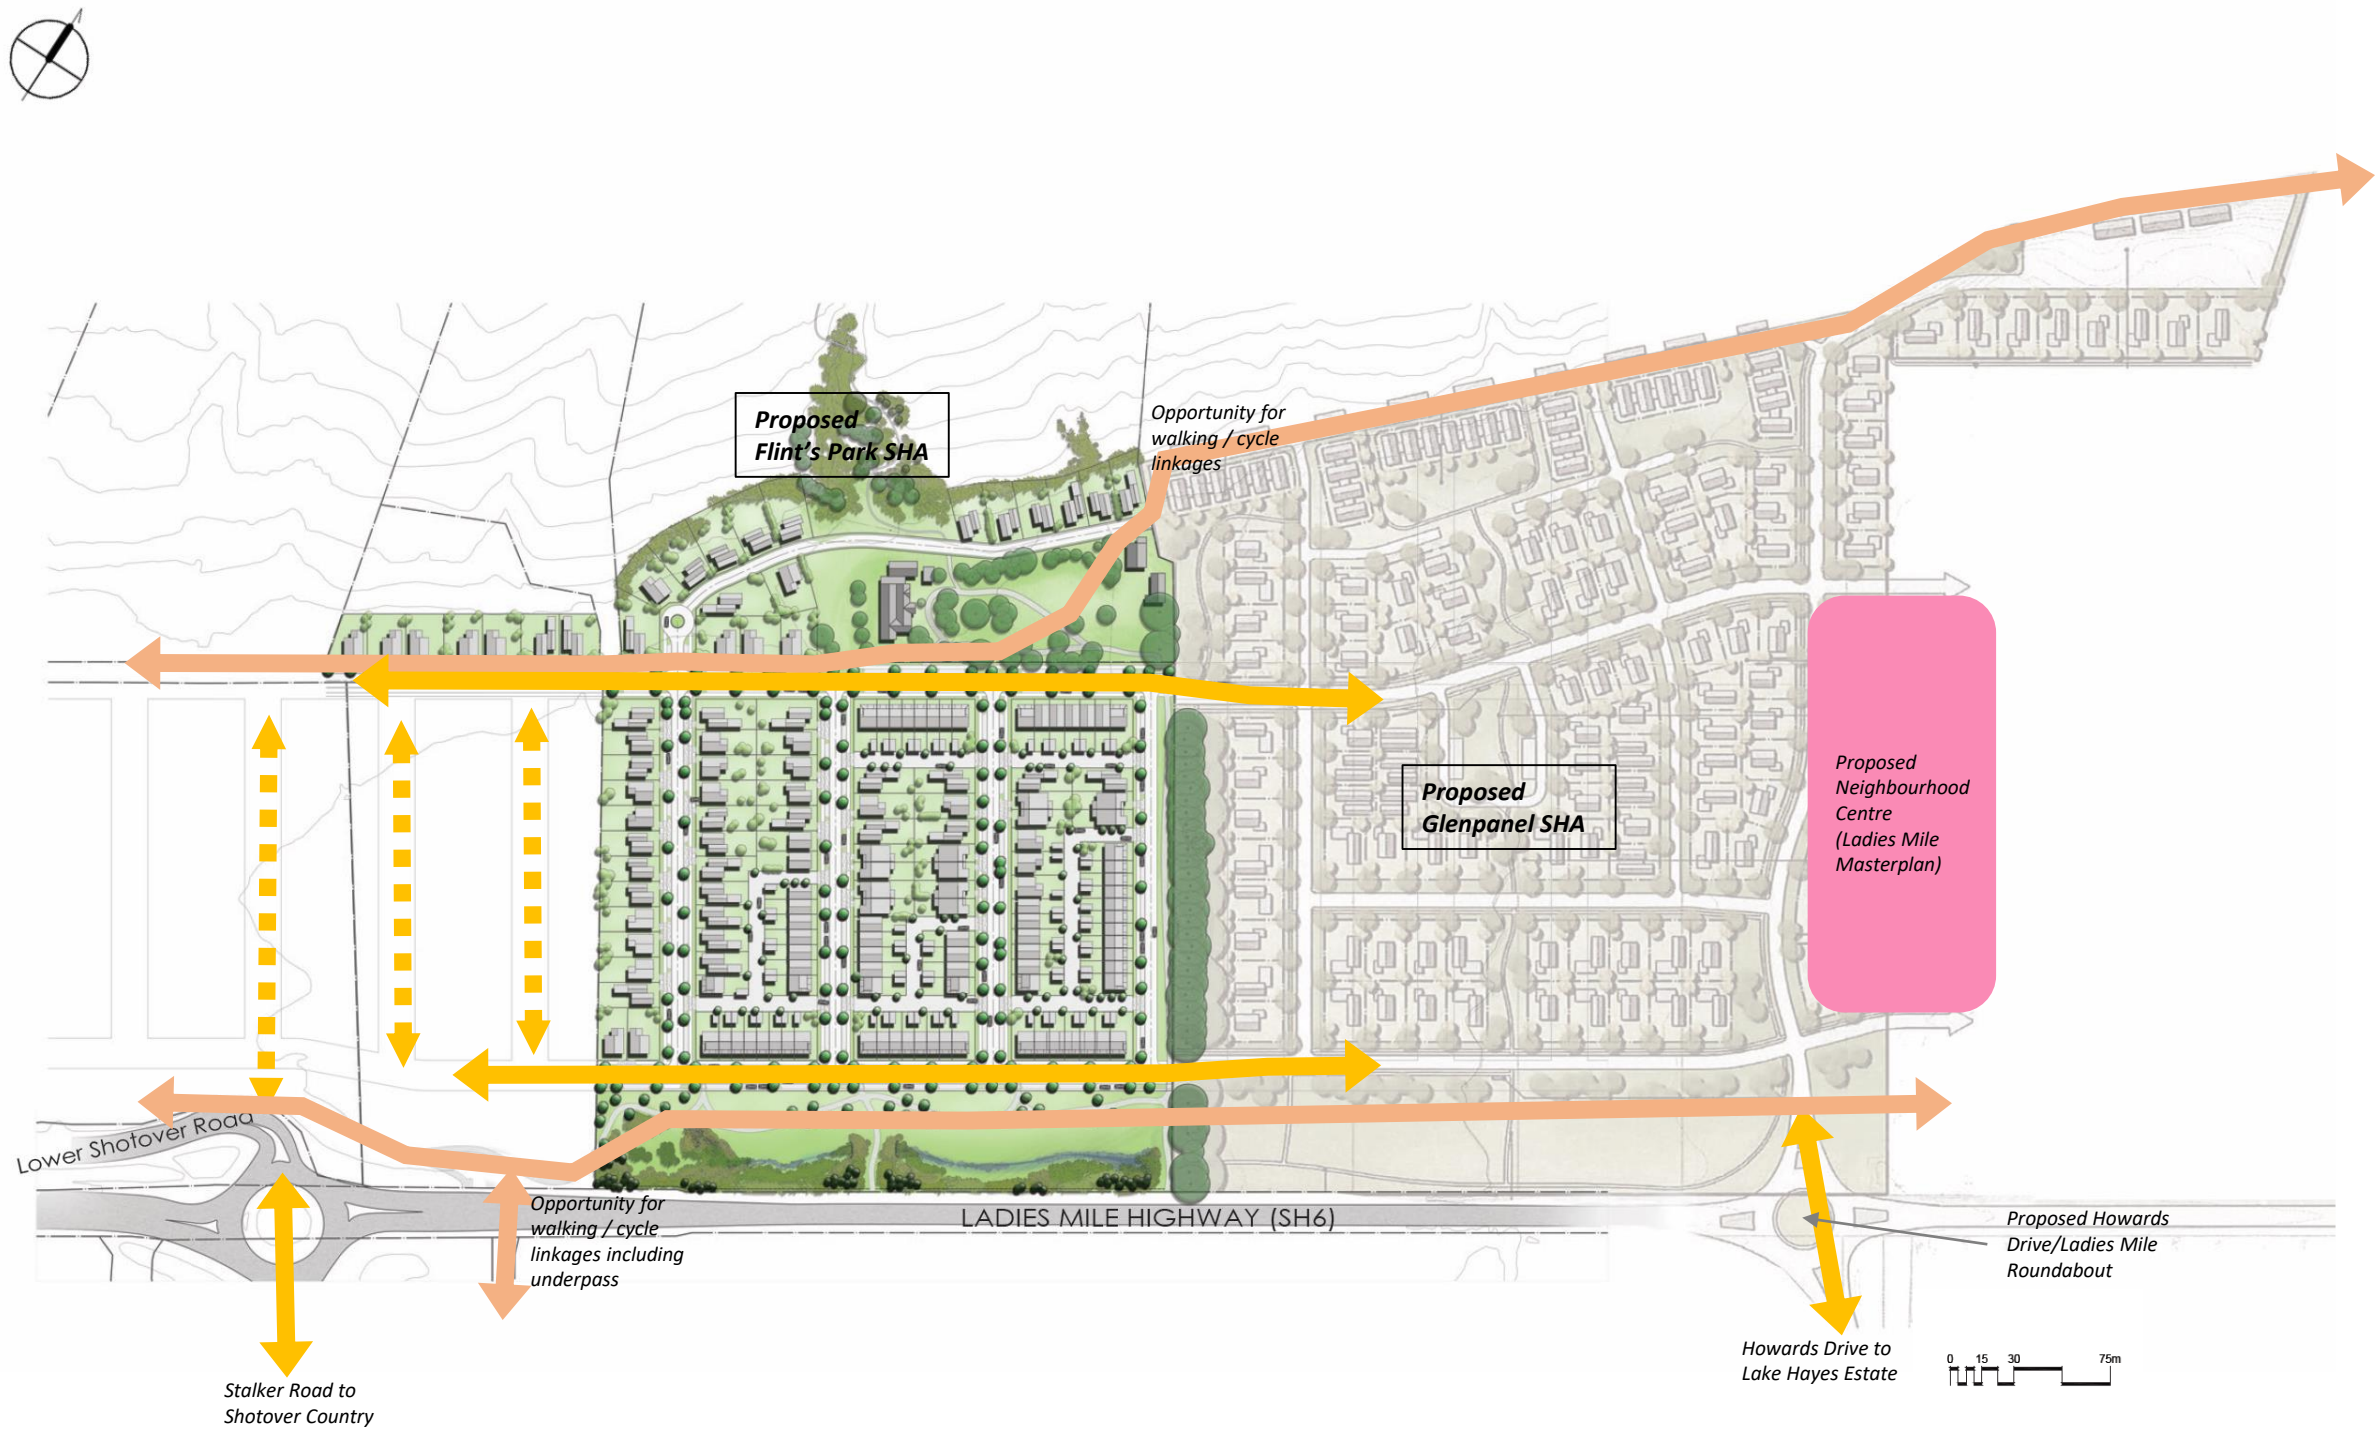 Proposed
Flint's Park SHA
Opportunity for
walking / cycle
linkages
Proposed
Glenpanel SHA
Proposed
Neighbourhood
Centre
(Ladies Mile
Masterplan)
Lower Shotover Road
Opportunity for
walking / cycle
linkages including
underpass
LADIES MILE HIGHWAY (SH6)
Proposed Howards
Drive/Ladies Mile
Roundabout
Howards Drive to
Lake Hayes Estate
0 15 30 75m
Stalker Road to
Shotover Country